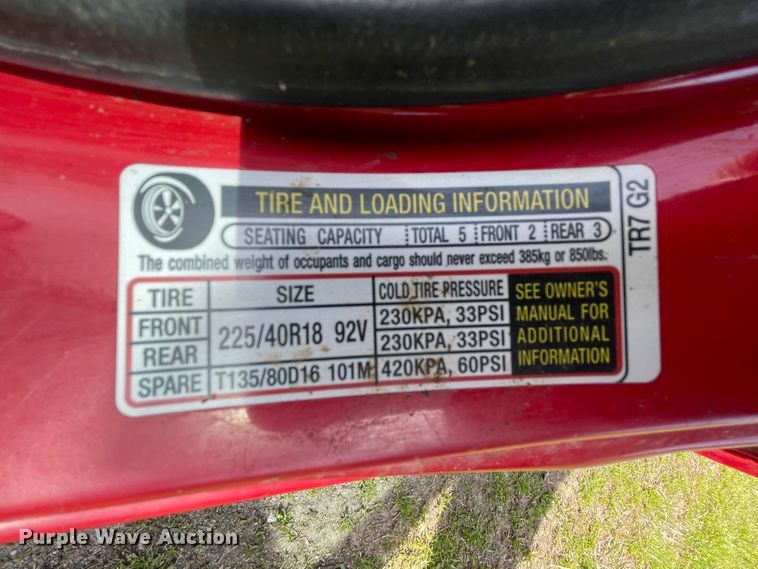 TIRE AND LOADING INFORMATION
SEATING CAPACITY TOTAL 5 FRONT 2 REAR 3
The combined weight of occupants and cargo should never exceed 385kg or 850lbs.
TIRE SIZE COLD TIRE PRESSURE
FRONT 225/40R18 92V 230KPA, 33PSI
REAR 230KPA, 33PSI
SPARE T135/80D16 101M 420KPA, 60PSI
SEE OWNER'S
MANUAL FOR
ADDITIONAL
INFORMATION
TR7 G2
Purple Wave Auction